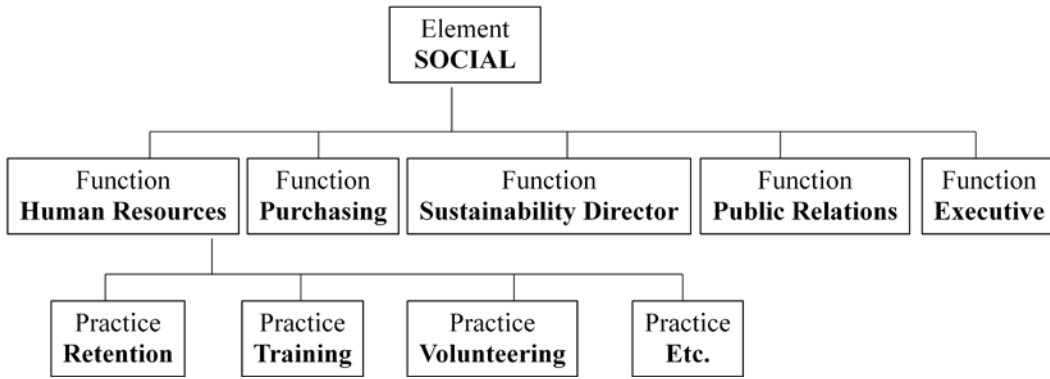 Element
SOCIAL
Function
Human Resources
Function
Purchasing
Function
Sustainability Director
Function
Public Relations
Function
Executive
Practice
Retention
Practice
Training
Practice
Volunteering
Practice
Etc.